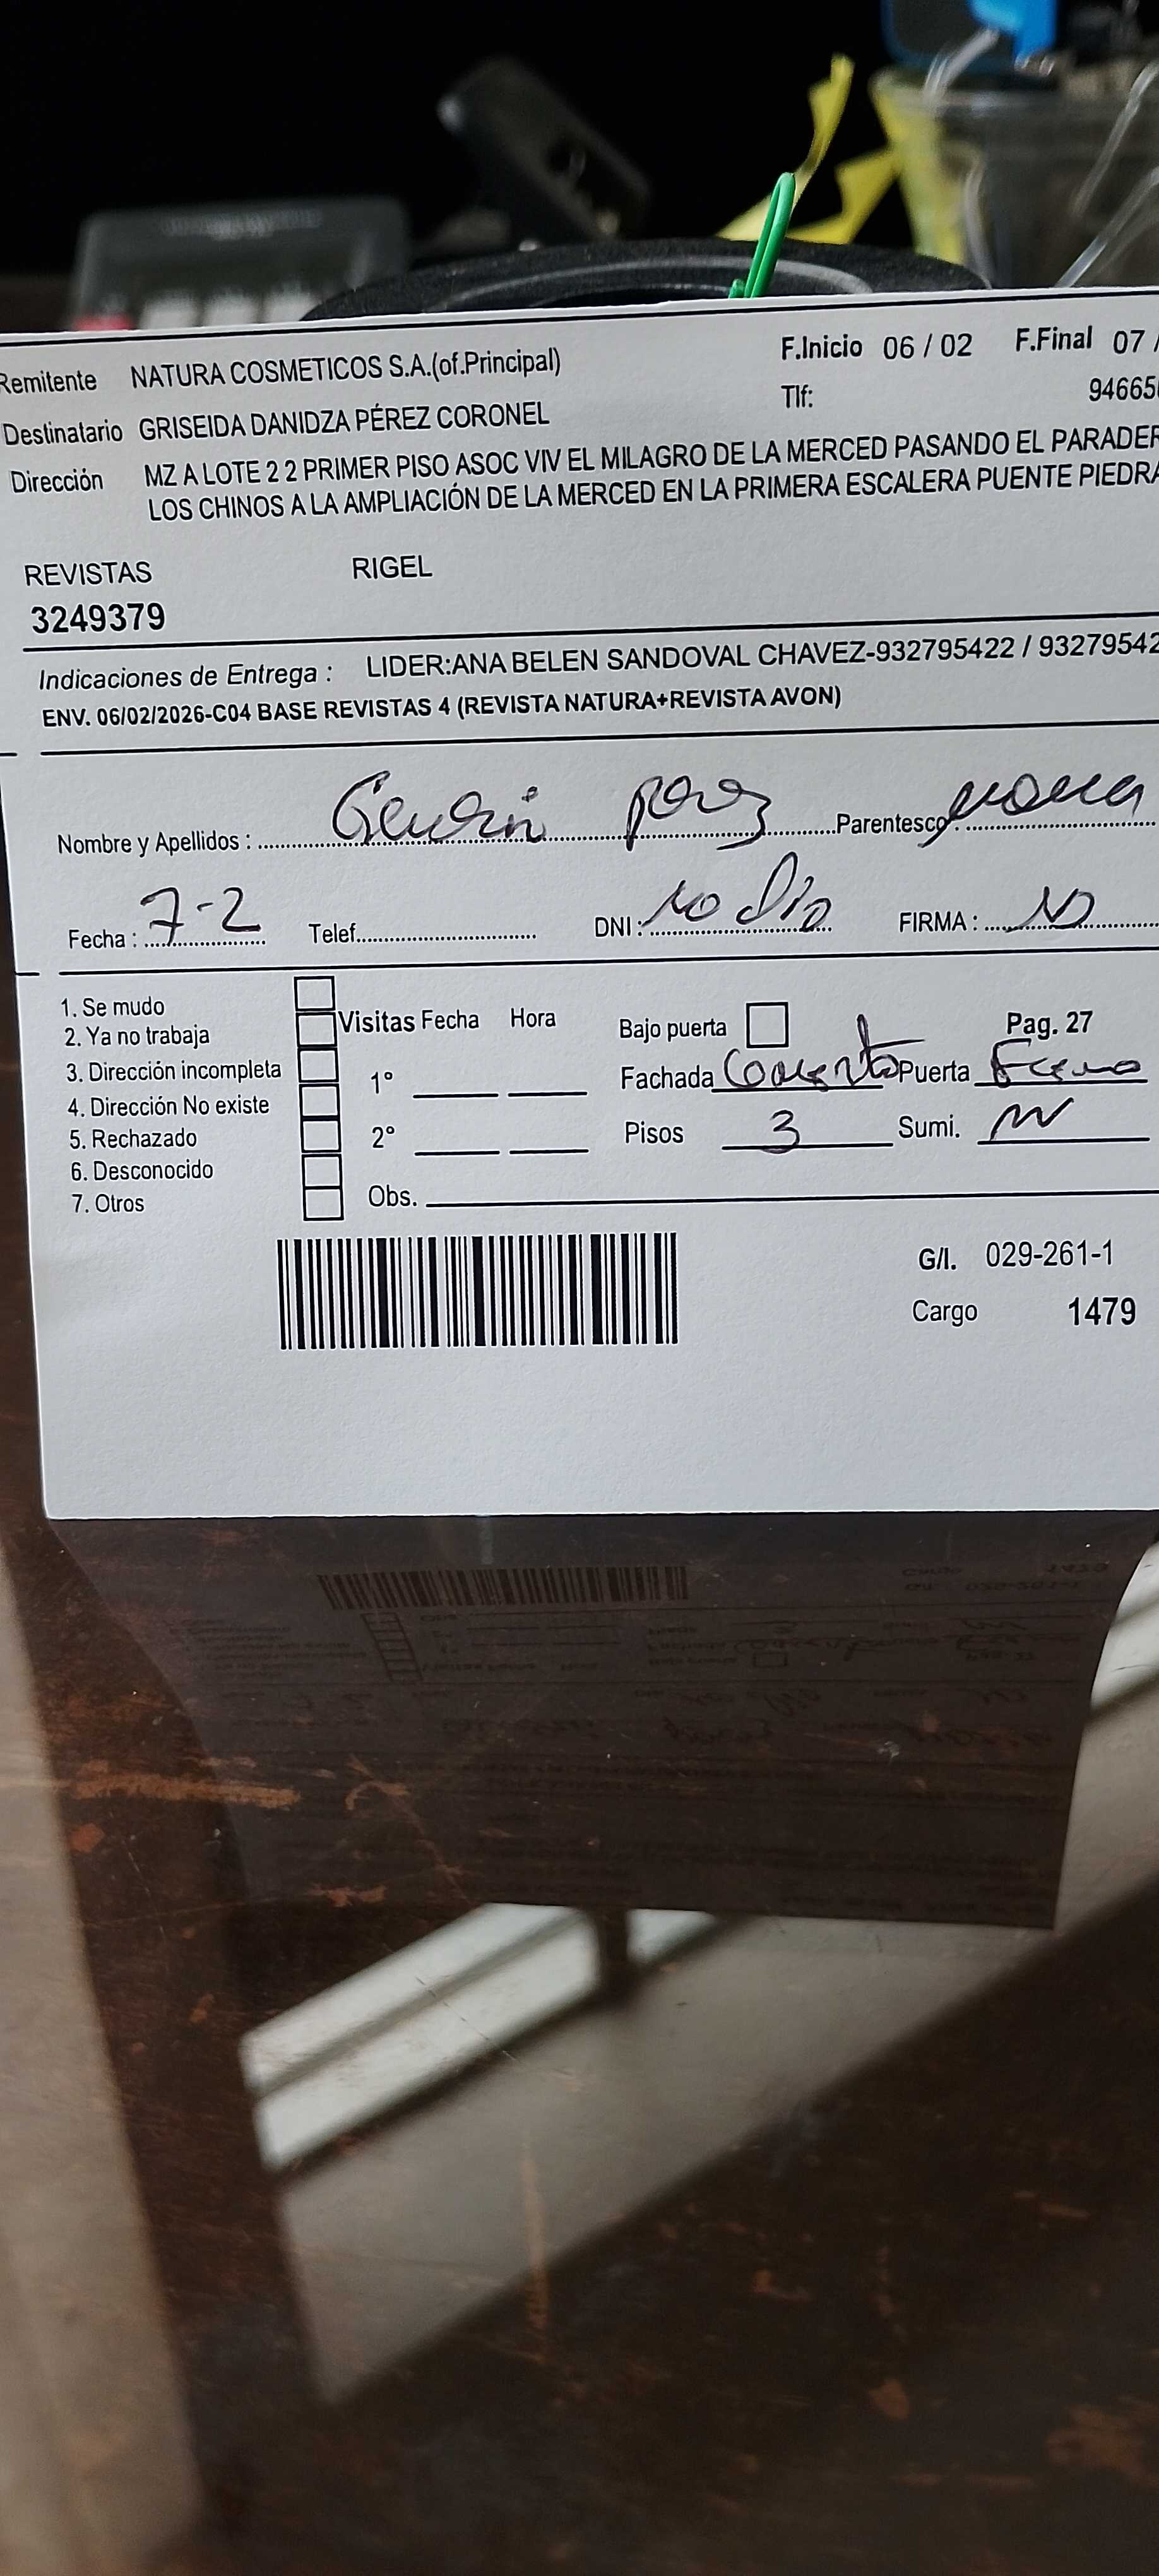 Remitente NATURA COSMETICOS S.A.(of.Principal) F.Inicio 06 / 02 F.Final 07 /
Destinatario GRISEIDA DANIDZA PÉREZ CORONEL Tlf: 94665
Dirección MZ A LOTE 2 2 PRIMER PISO ASOC VIV EL MILAGRO DE LA MERCED PASANDO EL PARADER
LOS CHINOS A LA AMPLIACIÓN DE LA MERCED EN LA PRIMERA ESCALERA PUENTE PIEDRA
REVISTAS RIGEL
3249379
Indicaciones de Entrega : LIDER:ANA BELEN SANDOVAL CHAVEZ-932795422 / 93279542
ENV. 06/02/2026-C04 BASE REVISTAS 4 (REVISTA NATURA+REVISTA AVON)
Nombre y Apellidos : Parentesco :
Fecha : 7-2 Telef. DNI : no dio FIRMA :
1. Se mudo
2. Ya no trabaja
3. Dirección incompleta
4. Dirección No existe
5. Rechazado
6. Desconocido
7. Otros
Visitas Fecha Hora
1°
2°
Obs.
Bajo puerta Pag. 27
Fachada Puerta
Pisos 3 Sumi.
G/I. 029-261-1
Cargo 1479